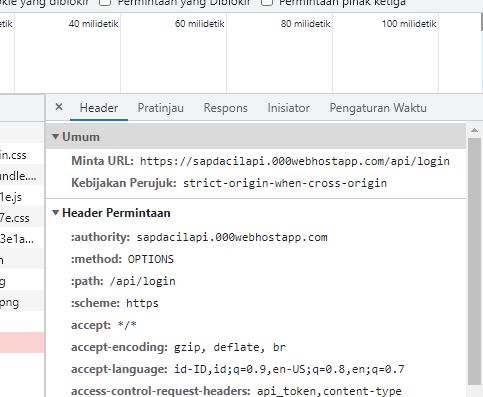 yang diblokir Permintaan yang Diblokir Permintaan pihak ketiga
40 milidetik 60 milidetik 80 milidetik 100 milidetik
× Header Pratinjau Respons Inisiator Pengaturan Waktu
Umum
in.css
Minta URL: https://sapdacilapi.000webhostapp.com/api/login
undle....
Kebijakan Perujuk: strict-origin-when-cross-origin
1e.js
Header Permintaan
7e.css
:authority: sapdacilapi.000webhostapp.com
3e1a...
:method: OPTIONS
:path: /api/login
png
:scheme: https
accept: */*
accept-encoding: gzip, deflate, br
accept-language: id-ID,id;q=0.9,en-US;q=0.8,en;q=0.7
access-control-request-headers: api_token,content-type